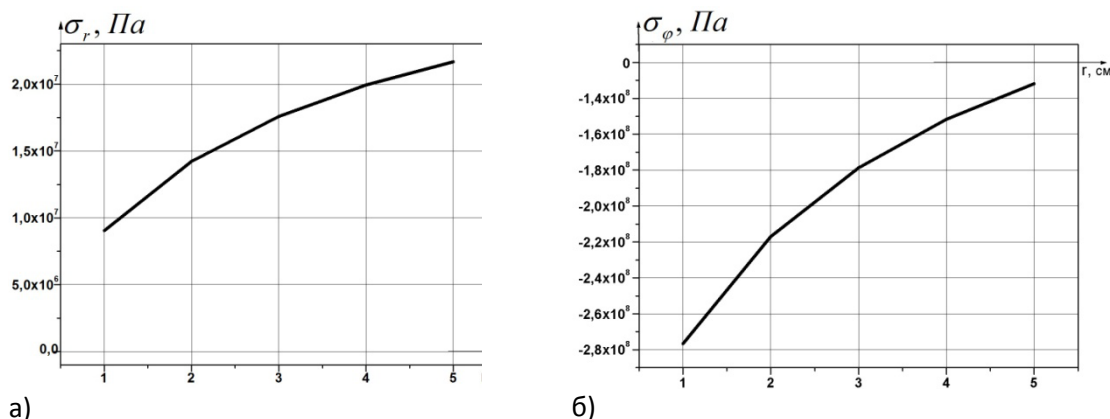 σᵣ, Па
2,0x10⁷
1,5x10⁷
1,0x10⁷
5,0x10⁶
0,0
1 2 3 4 5
а)
σᵩ, Па
0
r, см
-1,4x10⁸
-1,6x10⁸
-1,8x10⁸
-2,0x10⁸
-2,2x10⁸
-2,4x10⁸
-2,6x10⁸
-2,8x10⁸
1 2 3 4 5
б)